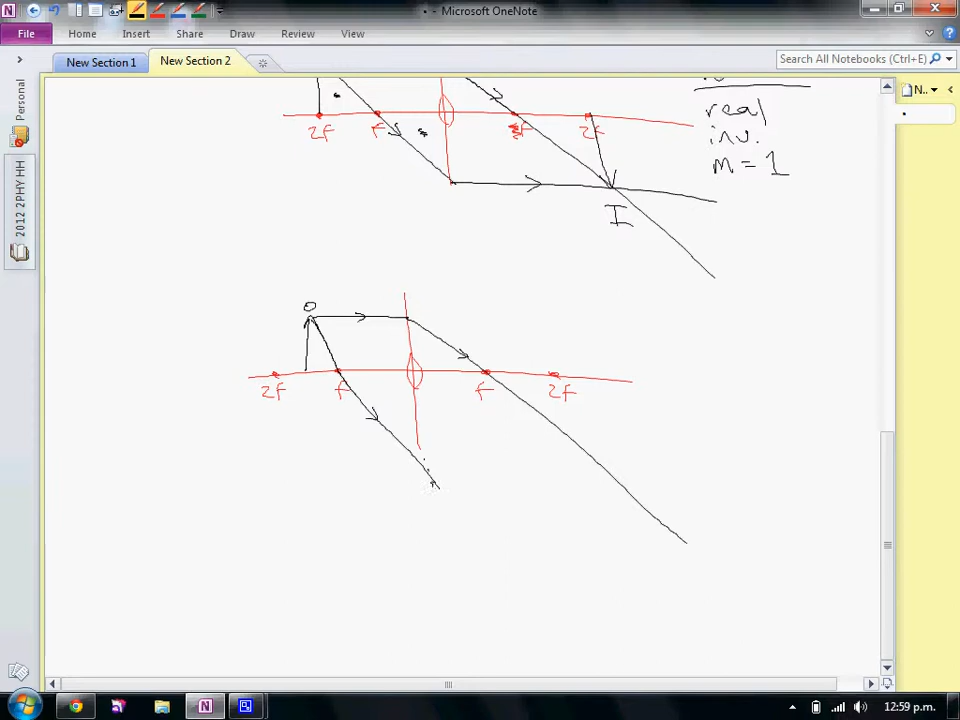 Microsoft OneNote
File
Home
Insert
Share
Draw
Review
View
New Section 1
New Section 2
Search All Notebooks (Ctrl+E)
N..
Personal
2012 2PHY HH
real
inv.
m = 1
2f
f
f
2f
I
O
2f
f
f
2f
12:59 p.m.